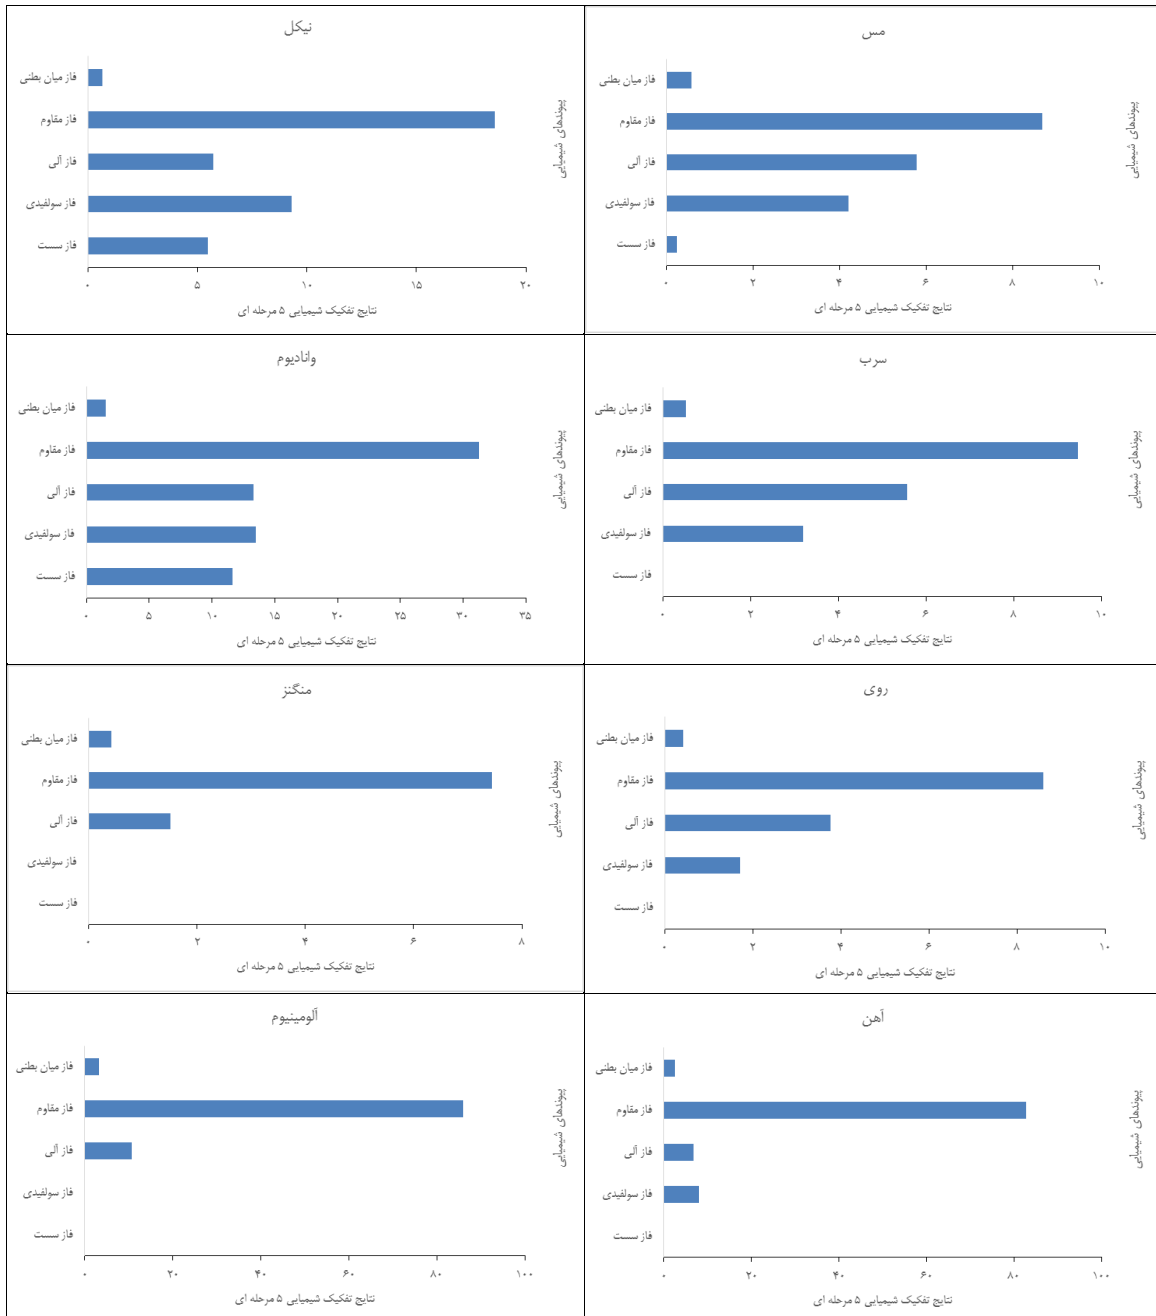 مس
پیوندهای شیمیایی
فاز میان بطنی
فاز مقاوم
فاز آلی
فاز سولفیدی
فاز سست
۰ ۲ ۴ ۶ ۸ ۱۰
نتایج تفکیک شیمیایی ۵ مرحله ای
نیکل
پیوندهای شیمیایی
فاز میان بطنی
فاز مقاوم
فاز آلی
فاز سولفیدی
فاز سست
۰ ۵ ۱۰ ۱۵ ۲۰
نتایج تفکیک شیمیایی ۵ مرحله ای
سرب
پیوندهای شیمیایی
فاز میان بطنی
فاز مقاوم
فاز آلی
فاز سولفیدی
فاز سست
۰ ۲ ۴ ۶ ۸ ۱۰
نتایج تفکیک شیمیایی ۵ مرحله ای
وانادیوم
پیوندهای شیمیایی
فاز میان بطنی
فاز مقاوم
فاز آلی
فاز سولفیدی
فاز سست
۰ ۵ ۱۰ ۱۵ ۲۰ ۲۵ ۳۰ ۳۵
نتایج تفکیک شیمیایی ۵ مرحله ای
روی
پیوندهای شیمیایی
فاز میان بطنی
فاز مقاوم
فاز آلی
فاز سولفیدی
فاز سست
۰ ۲ ۴ ۶ ۸ ۱۰
نتایج تفکیک شیمیایی ۵ مرحله ای
منگنز
پیوندهای شیمیایی
فاز میان بطنی
فاز مقاوم
فاز آلی
فاز سولفیدی
فاز سست
۰ ۲ ۴ ۶ ۸
نتایج تفکیک شیمیایی ۵ مرحله ای
آهن
پیوندهای شیمیایی
فاز میان بطنی
فاز مقاوم
فاز آلی
فاز سولفیدی
فاز سست
۰ ۲۰ ۴۰ ۶۰ ۸۰ ۱۰۰
نتایج تفکیک شیمیایی ۵ مرحله ای
آلومینیوم
پیوندهای شیمیایی
فاز میان بطنی
فاز مقاوم
فاز آلی
فاز سولفیدی
فاز سست
۰ ۲۰ ۴۰ ۶۰ ۸۰ ۱۰۰
نتایج تفکیک شیمیایی ۵ مرحله ای